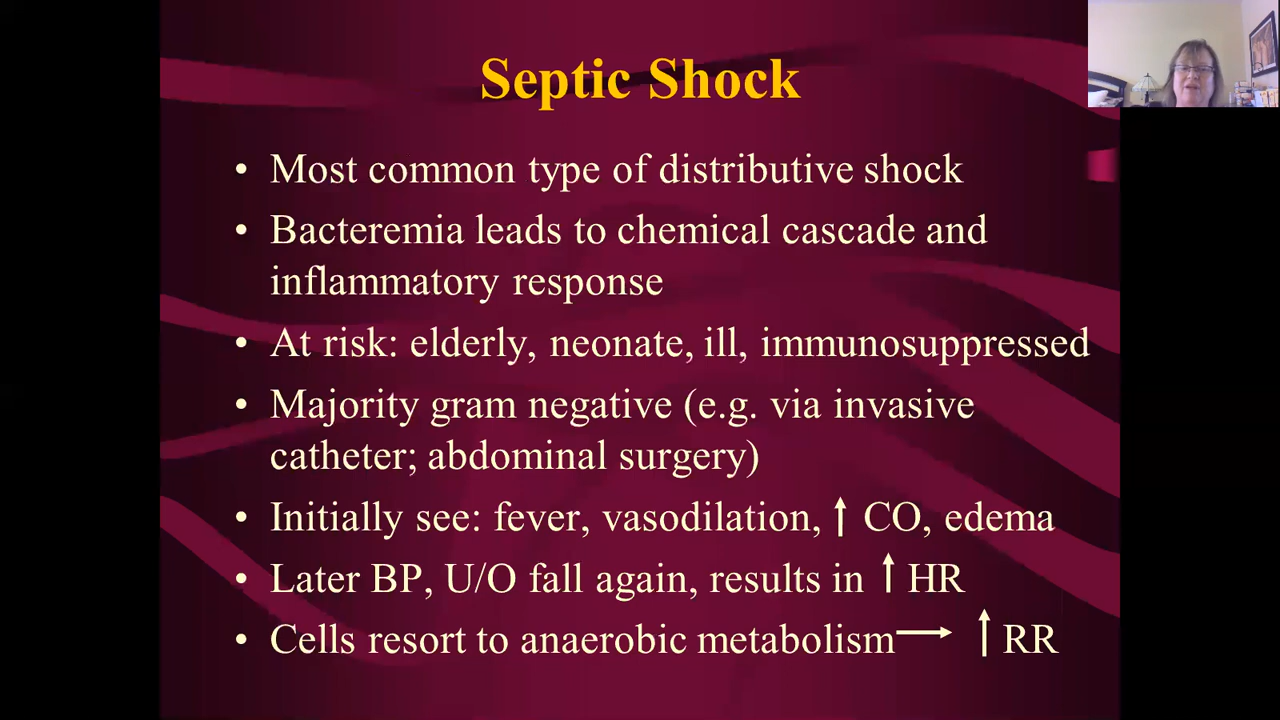 Septic Shock
• Most common type of distributive shock
• Bacteremia leads to chemical cascade and
inflammatory response
• At risk: elderly, neonate, ill, immunosuppressed
• Majority gram negative (e.g. via invasive
catheter; abdominal surgery)
• Initially see: fever, vasodilation, ↑ CO, edema
• Later BP, U/O fall again, results in ↑ HR
• Cells resort to anaerobic metabolism→ ↑ RR